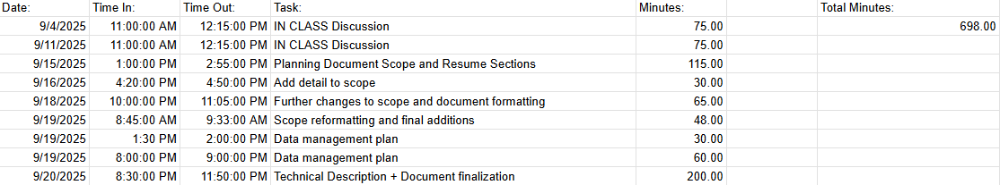 Date: Time In: Time Out: Task: Minutes: Total Minutes:
9/4/2025 11:00:00 AM 12:15:00 PM IN CLASS Discussion 75.00 698.00
9/11/2025 11:00:00 AM 12:15:00 PM IN CLASS Discussion 75.00
9/15/2025 1:00:00 PM 2:55:00 PM Planning Document Scope and Resume Sections 115.00
9/16/2025 4:20:00 PM 4:50:00 PM Add detail to scope 30.00
9/18/2025 10:00:00 PM 11:05:00 PM Further changes to scope and document formatting 65.00
9/19/2025 8:45:00 AM 9:33:00 AM Scope reformatting and final additions 48.00
9/19/2025 1:30 PM 2:00:00 PM Data management plan 30.00
9/19/2025 8:00:00 PM 9:00:00 PM Data management plan 60.00
9/20/2025 8:30:00 PM 11:50:00 PM Technical Description + Document finalization 200.00